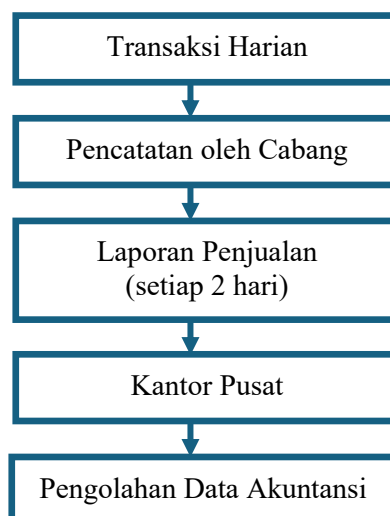 Transaksi Harian
Pencatatan oleh Cabang
Laporan Penjualan
(setiap 2 hari)
Kantor Pusat
Pengolahan Data Akuntansi